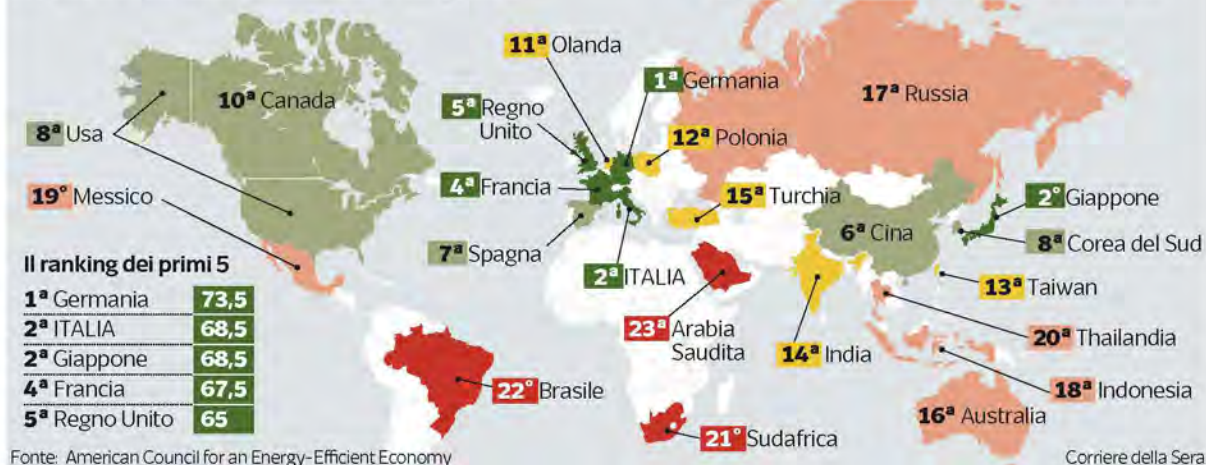 11ª Olanda
1ª Germania
10ª Canada
17ª Russia
5ª Regno
Unito
8ª Usa
12ª Polonia
19° Messico
4ª Francia
15ª Turchia
2° Giappone
6ª Cina
7ª Spagna
8ª Corea del Sud
2ª ITALIA
13ª Taiwan
23ª Arabia
Saudita
14ª India
20ª Thailandia
22° Brasile
18ª Indonesia
16ª Australia
21° Sudafrica
Il ranking dei primi 5
1ª Germania 73,5
2ª ITALIA 68,5
2ª Giappone 68,5
4ª Francia 67,5
5ª Regno Unito 65
Fonte: American Council for an Energy-Efficient Economy
Corriere della Sera